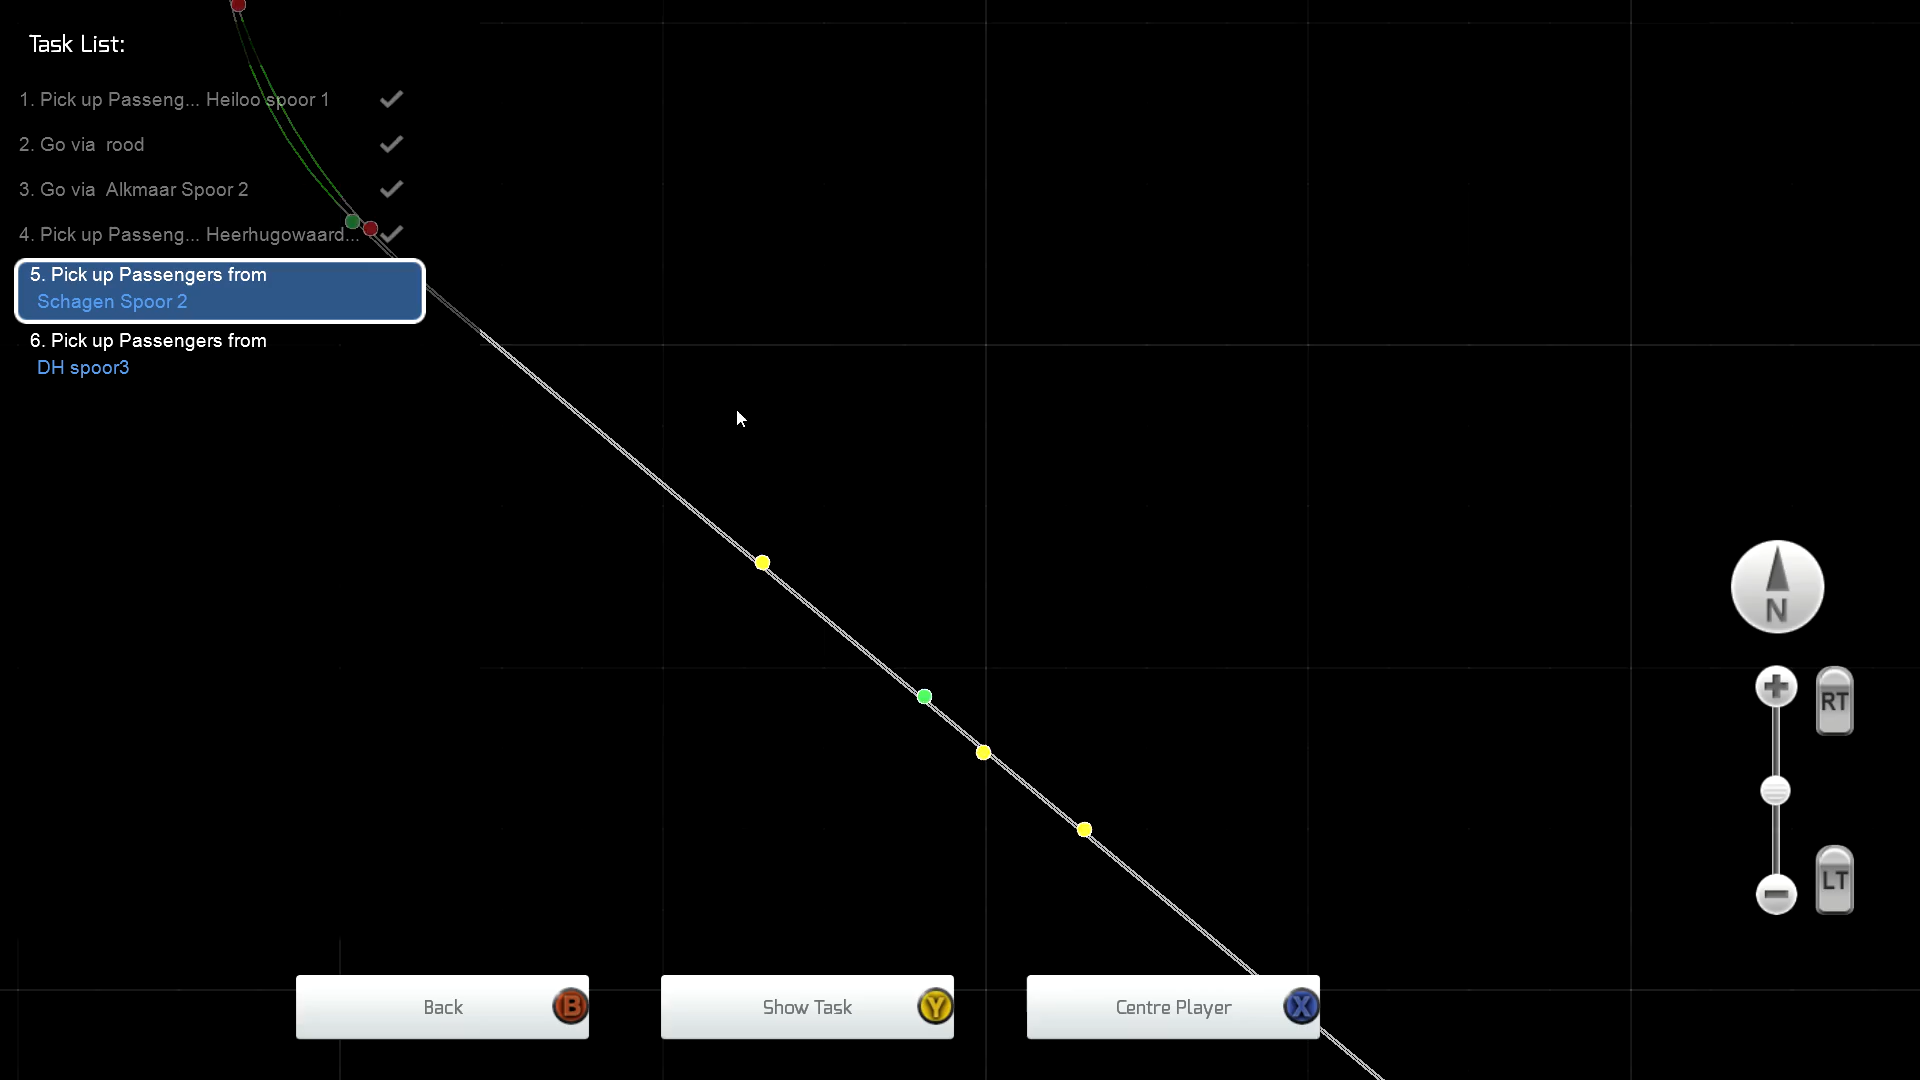 Task List:
1. Pick up Passeng... Heiloo spoor 1
2. Go via  rood
3. Go via  Alkmaar Spoor 2
4. Pick up Passeng... Heerhugowaard...
5. Pick up Passengers from
Schagen Spoor 2
6. Pick up Passengers from
DH spoor3
N
RT
LT
Back B
Show Task Y
Centre Player X